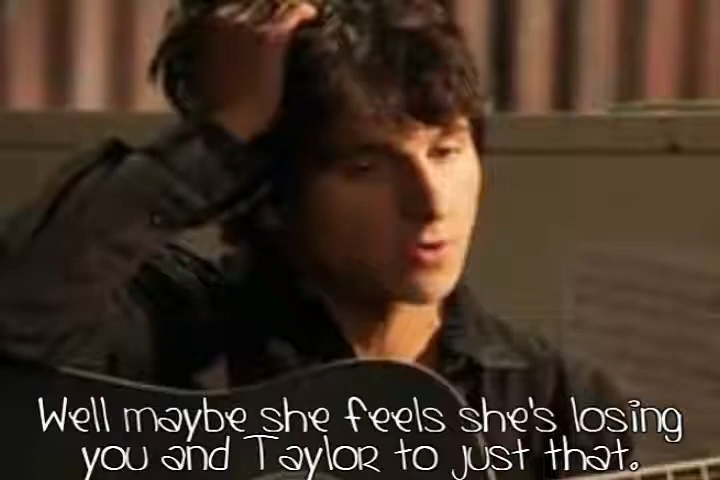 Well maybe she feels she's losing
you and Taylor to just that.